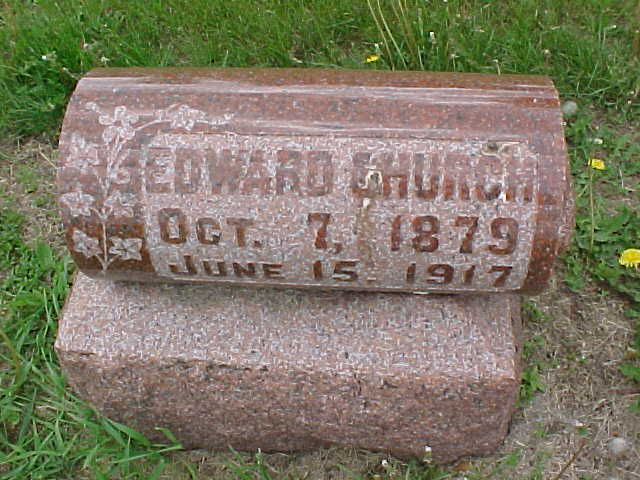 EDWARD CHURCH.
OCT. 7, 1879
JUNE 15, 1917